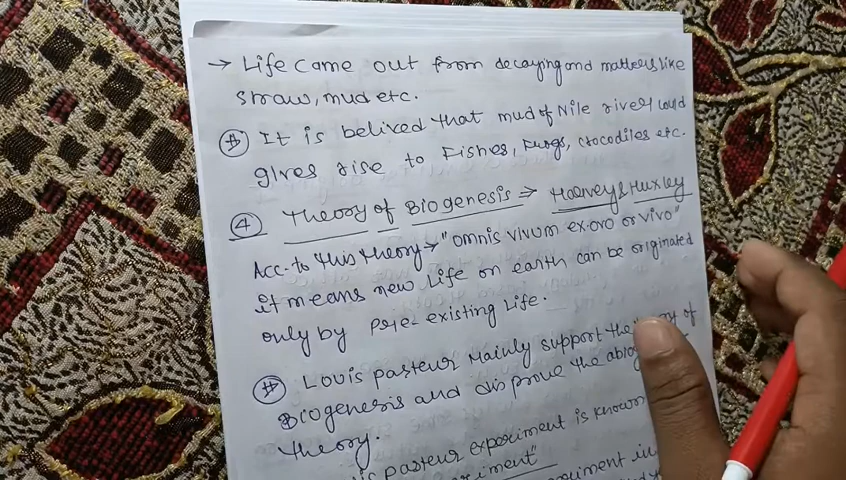 → Life came out from decaying and matters like
straw, mud etc.
# It is belived that mud of Nile river could
gives rise to Fishes, Frogs, crocodiles etc.
4 Theory of Biogenesis ⇒ Harvey & Huxley
Acc. to this theory → "omnis vivum ex. ovo or vivo"
it means new life on earth can be originated
only by pre-existing life.
# Louis pasteur mainly support the of
Biogenesis and disprove the
theory.
pasteur experiment is known